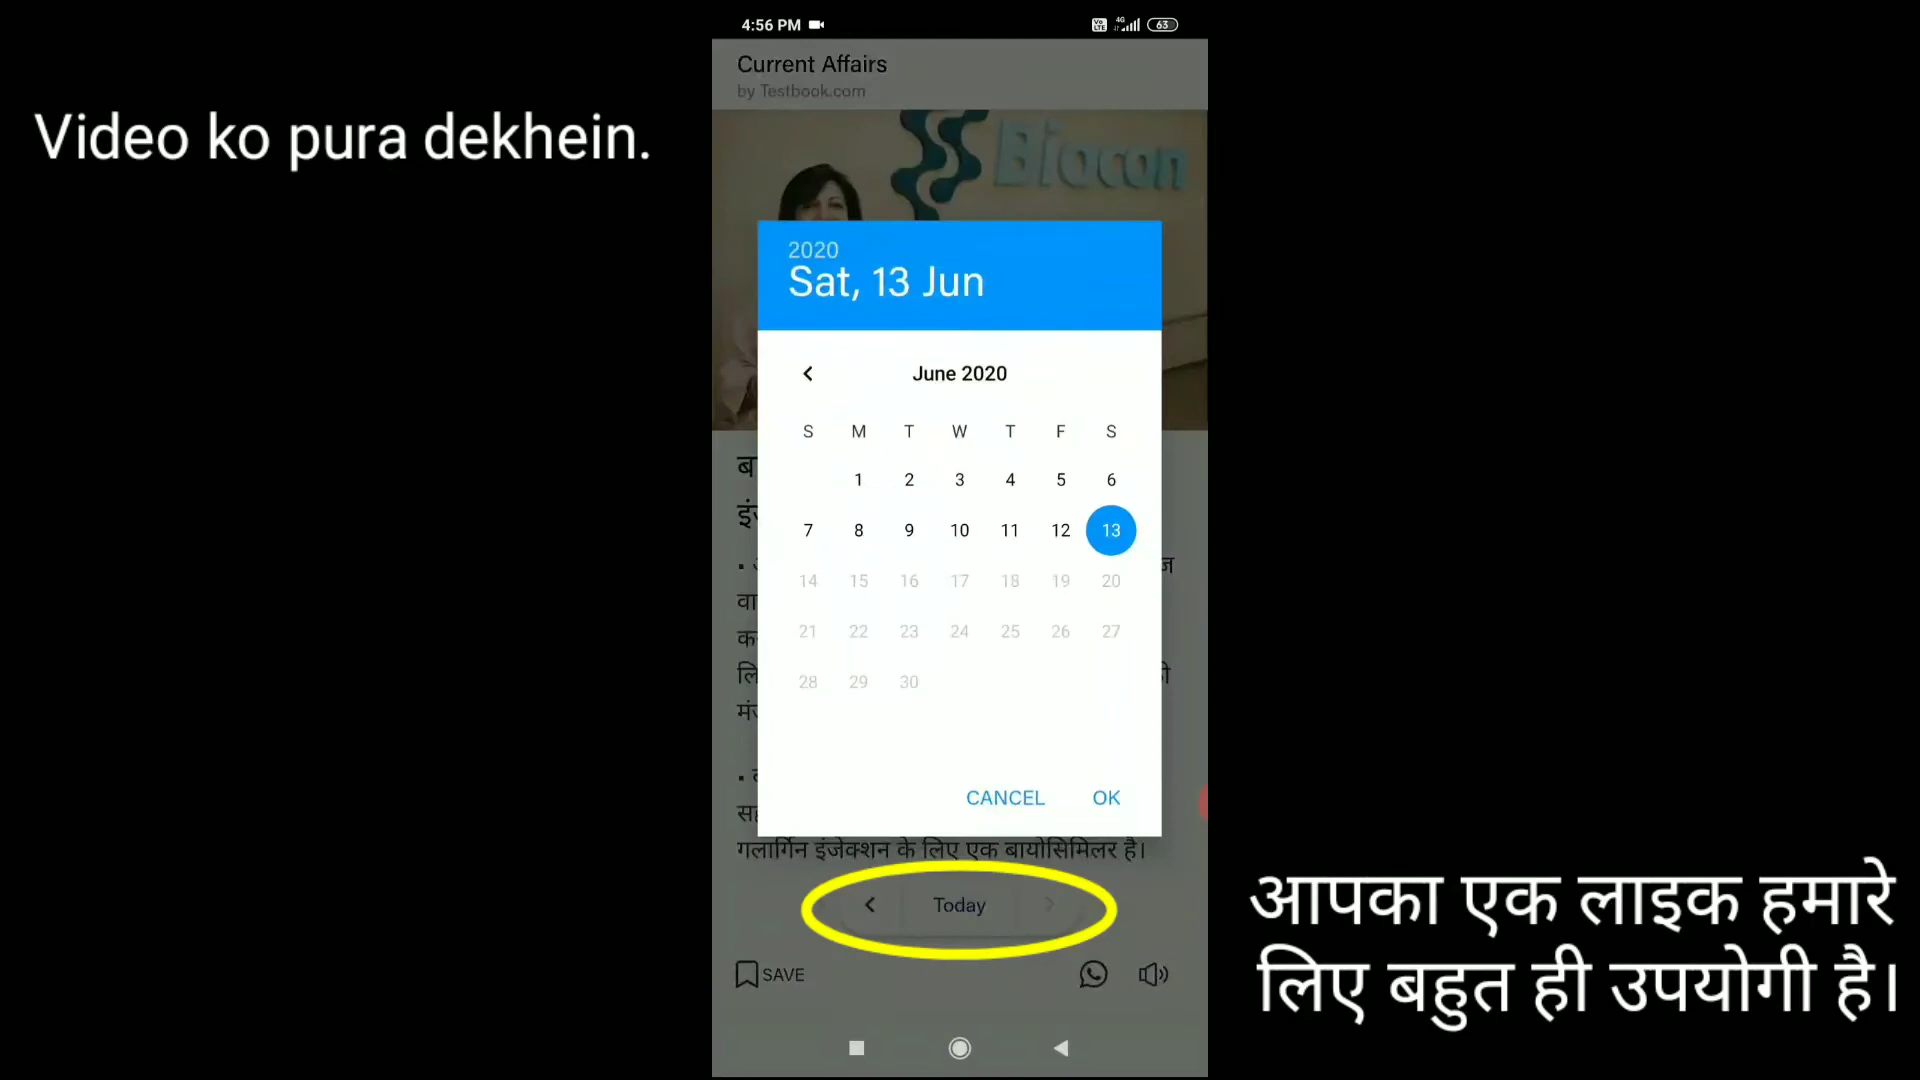 4:56 PM
4G
63
Current Affairs
by Testbook.com
Biocon
Video ko pura dekhein.
2020
Sat, 13 Jun
June 2020
S M T W T F S
1 2 3 4 5 6
7 8 9 10 11 12 13
14 15 16 17 18 19 20
21 22 23 24 25 26 27
28 29 30
CANCEL OK
गलार्गिन इंजेक्शन के लिए एक बायोसिमिलर है।
Today
SAVE
आपका एक लाइक हमारे
लिए बहुत ही उपयोगी है।